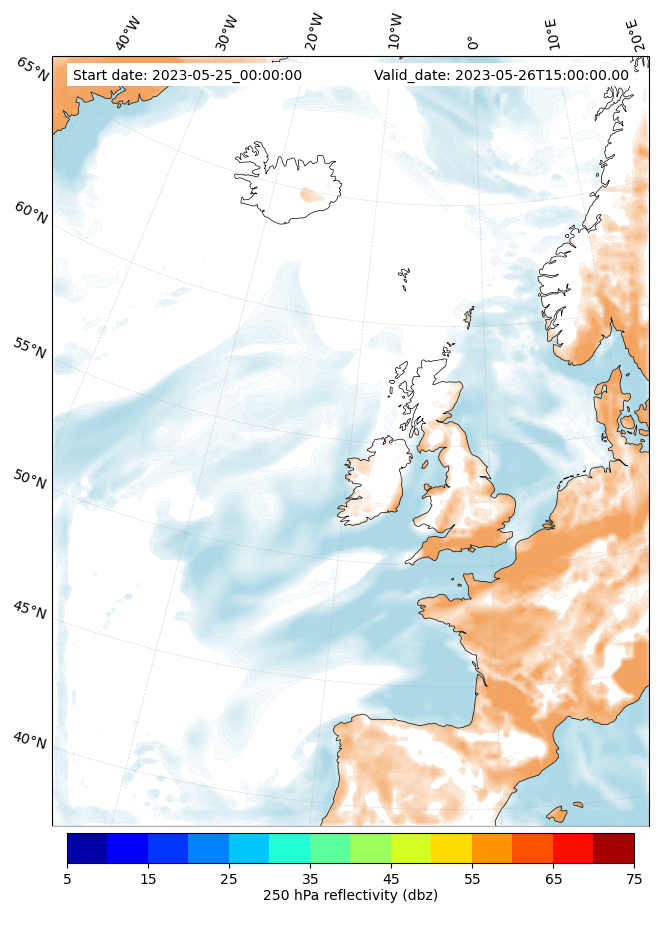 40°W 30°W 20°W 10°W 0° 10°E 20°E
65°N
Start date: 2023-05-25_00:00:00 Valid_date: 2023-05-26T15:00:00.00
60°N
55°N
50°N
45°N
40°N
5 15 25 35 45 55 65 75
250 hPa reflectivity (dbz)